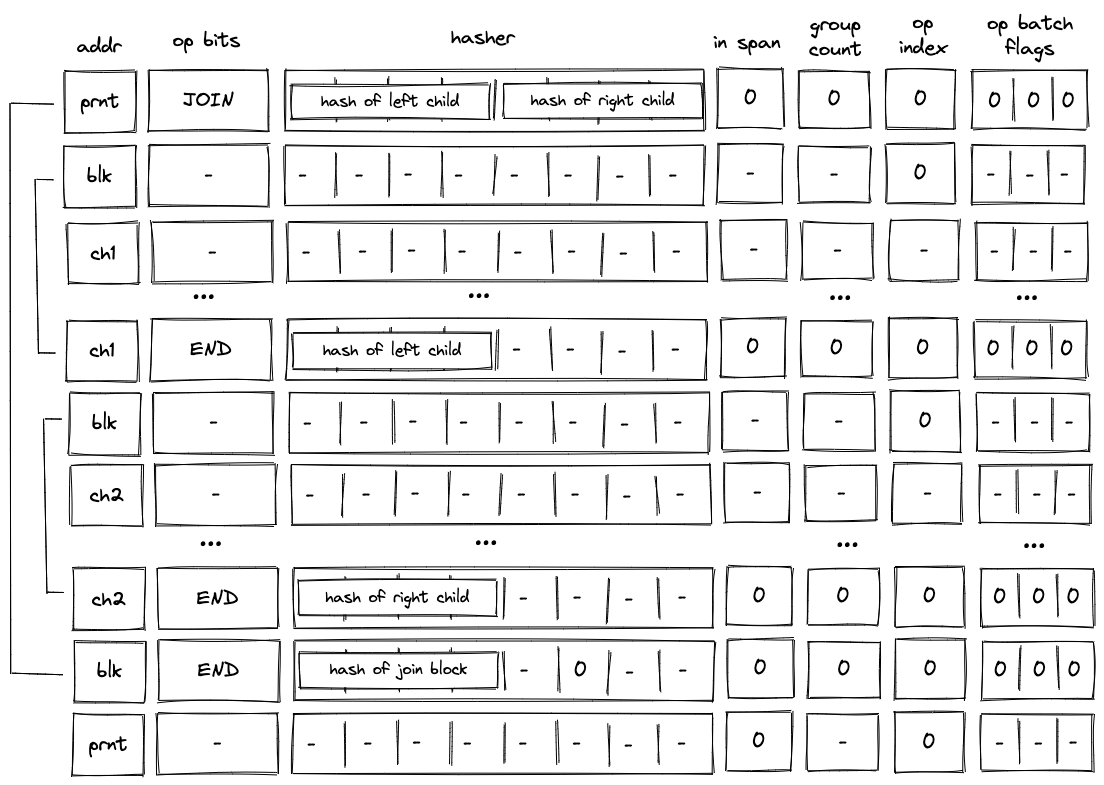 addr op bits hasher in span group count op index op batch flags
prnt JOIN hash of left child hash of right child 0 0 0 0 0 0
blk - - - - - - - - - - - 0 - - -
ch1 - - - - - - - - - - - - - - -
... ... ... ...
ch1 END hash of left child - - - - 0 0 0 0 0 0
blk - - - - - - - - - - - 0 - - -
ch2 - - - - - - - - - - - - - - -
... ... ... ...
ch2 END hash of right child - - - - 0 0 0 0 0 0
blk END hash of join block - 0 - - 0 0 0 0 0 0
prnt - - - - - - - - - 0 - 0 - - -